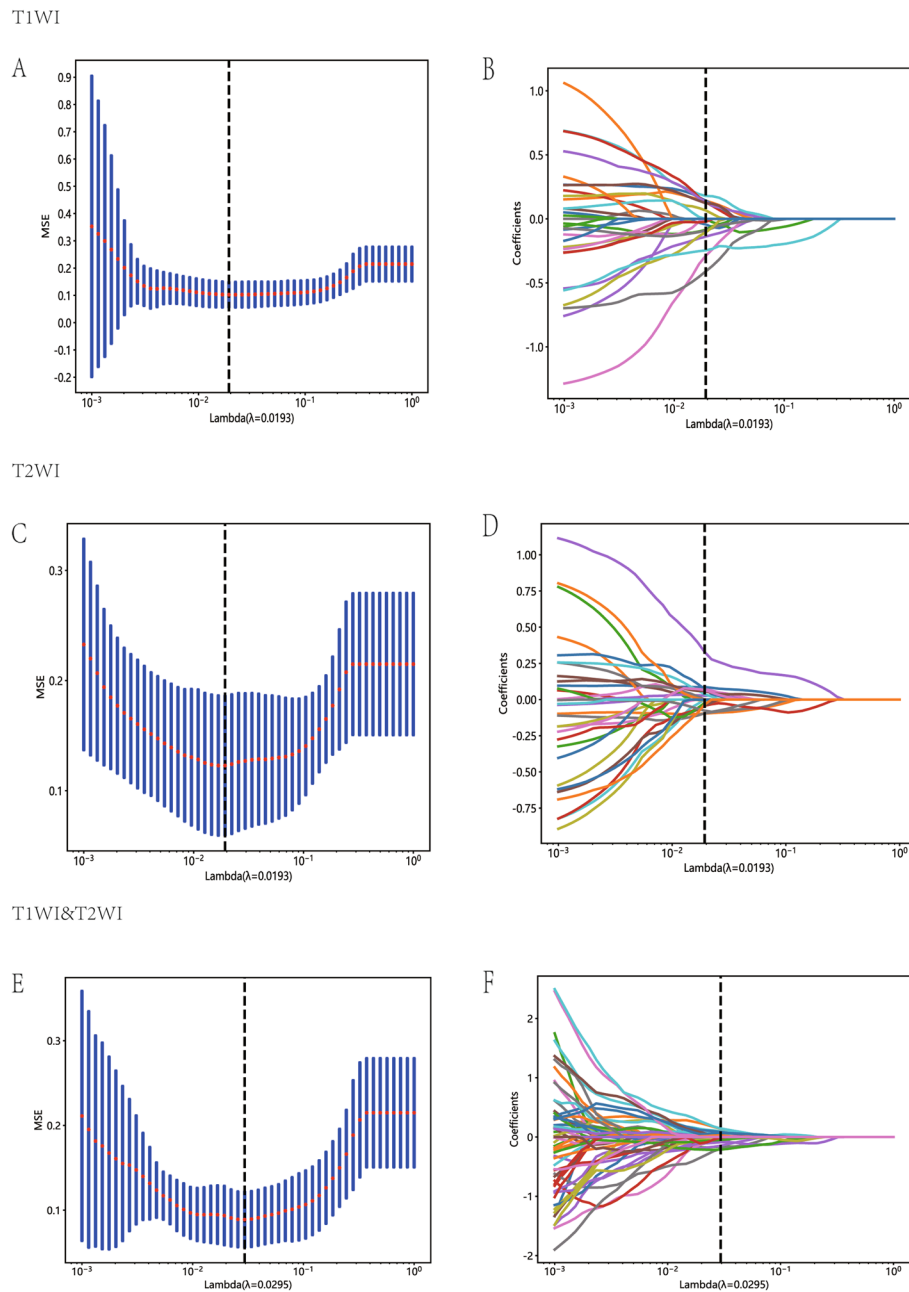 T1WI
A
B
MSE
0.9
0.8
0.7
0.6
0.5
0.4
0.3
0.2
0.1
0.0
-0.1
-0.2
10⁻³
10⁻²
10⁻¹
10⁰
Lambda(λ=0.0193)
Coefficients
1.0
0.5
0.0
-0.5
-1.0
10⁻³
10⁻²
10⁻¹
10⁰
Lambda(λ=0.0193)
T2WI
C
D
MSE
0.3
0.2
0.1
10⁻³
10⁻²
10⁻¹
10⁰
Lambda(λ=0.0193)
Coefficients
1.00
0.75
0.50
0.25
0.00
-0.25
-0.50
-0.75
10⁻³
10⁻²
10⁻¹
10⁰
Lambda(λ=0.0193)
T1WI&T2WI
E
F
MSE
0.3
0.2
0.1
10⁻³
10⁻²
10⁻¹
10⁰
Lambda(λ=0.0295)
Coefficients
2
1
0
-1
-2
10⁻³
10⁻²
10⁻¹
10⁰
Lambda(λ=0.0295)